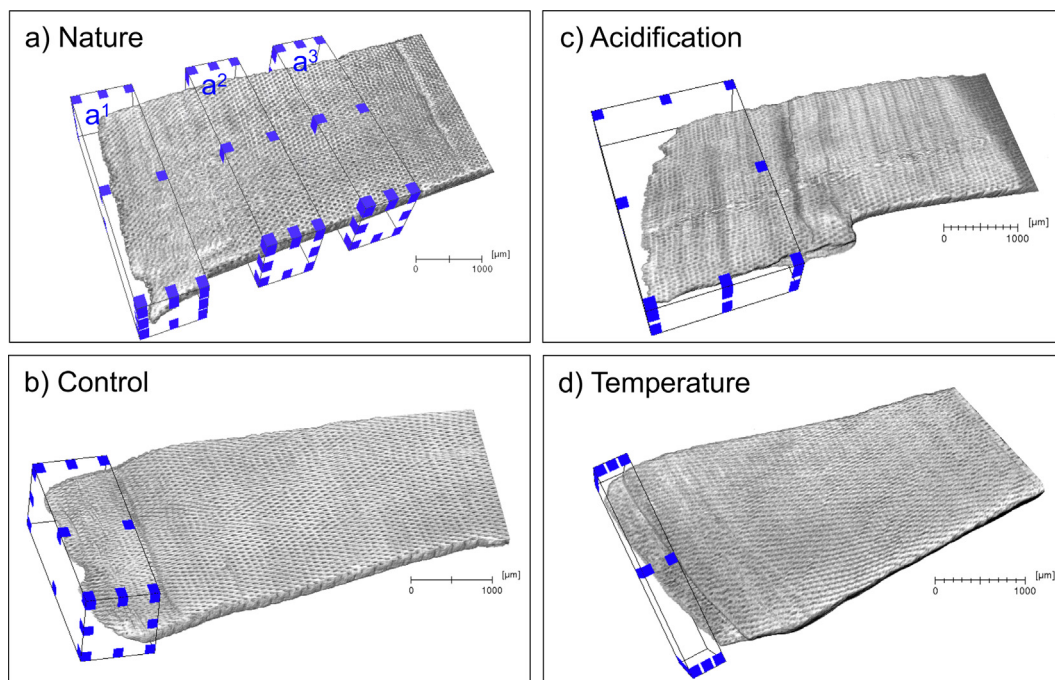 a) Nature
a1
a2
a3
[µm]
0 1000
c) Acidification
[µm]
0 1000
b) Control
[µm]
0 1000
d) Temperature
[µm]
0 1000